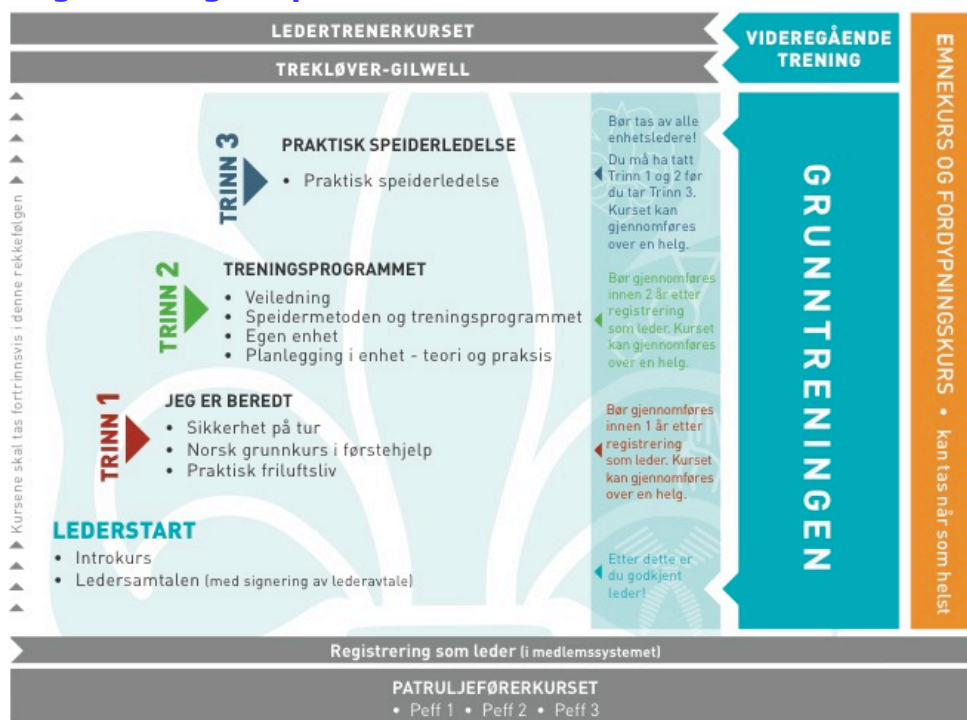 LEDERTRENERKURSET
TREKLØVER-GILWELL
VIDEREGÅENDE
TRENING
TRINN 3
PRAKTISK SPEIDERLEDELSE
• Praktisk speiderledelse
Bør tas av alle
enhetsledere!
Du må ha tatt
Trinn 1 og 2 før
du tar Trinn 3.
Kurset kan
gjennomføres
over en helg.
TRINN 2
TRENINGSPROGRAMMET
• Veiledning
• Speidermetoden og treningsprogrammet
• Egen enhet
• Planlegging i enhet - teori og praksis
Bør gjennomføres
innen 2 år etter
registrering
som leder. Kurset
kan gjennomføres
over en helg.
TRINN 1
JEG ER BEREDT
• Sikkerhet på tur
• Norsk grunnkurs i førstehjelp
• Praktisk friluftsliv
Bør gjennomføres
innen 1 år etter
registrering
som leder. Kurset
kan gjennomføres
over en helg.
LEDERSTART
• Introkurs
• Ledersamtalen (med signering av lederavtale)
Etter dette er
du godkjent
leder!
Kursene skal tas fortrinnsvis i denne rekkefølgen
GRUNNTRENINGEN
EMNEKURS OG FORDYPNINGSKURS • kan tas når som helst
Registrering som leder (i medlemssystemet)
PATRULJEFØRERKURSET
• Peff 1 • Peff 2 • Peff 3